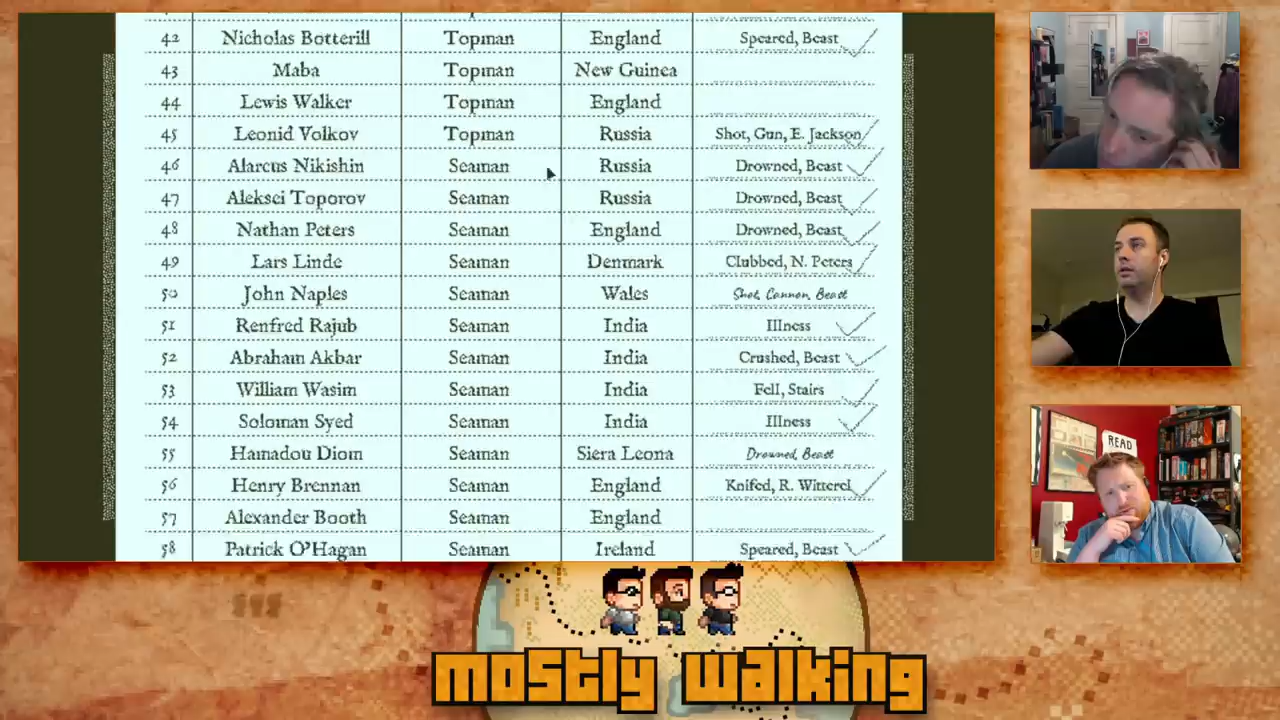 42 Nicholas Botterill Topman England Speared, Beast
43 Maba Topman New Guinea
44 Lewis Walker Topman England
45 Leonid Volkov Topman Russia Shot, Gun, E. Jackson
46 Alarcus Nikishin Seaman Russia Drowned, Beast
47 Aleksei Toporov Seaman Russia Drowned, Beast
48 Nathan Peters Seaman England Drowned, Beast
49 Lars Linde Seaman Denmark Clubbed, N. Peters
50 John Naples Seaman Wales Shot, Cannon, Beast
51 Renfred Rajub Seaman India Illness
52 Abraham Akbar Seaman India Crushed, Beast
53 William Wasim Seaman India Fell, Stairs
54 Soloman Syed Seaman India Illness
55 Hamadou Diom Seaman Siera Leona Drowned, Beast
56 Henry Brennan Seaman England Knifed, R. Witterel
57 Alexander Booth Seaman England
58 Patrick O'Hagan Seaman Ireland Speared, Beast
READ
mostly walking